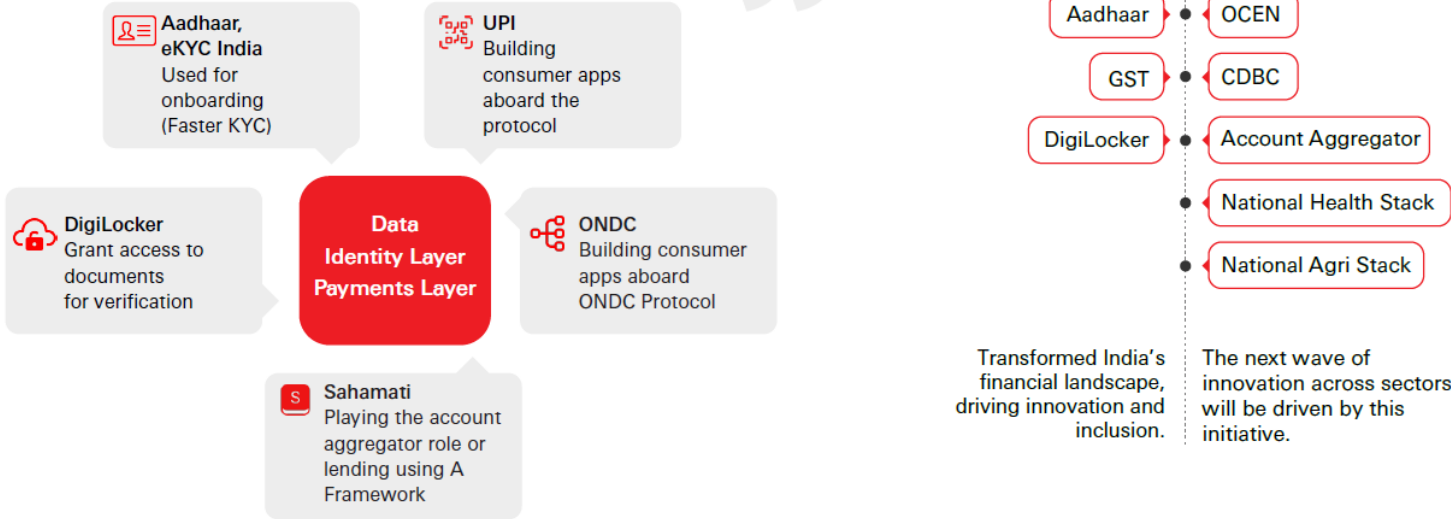 Aadhaar,
eKYC India
Used for
onboarding
(Faster KYC)
UPI
Building
consumer apps
aboard the
protocol
DigiLocker
Grant access to
documents
for verification
Data
Identity Layer
Payments Layer
ONDC
Building consumer
apps aboard
ONDC Protocol
S
Sahamati
Playing the account
aggregator role or
lending using A
Framework
Aadhaar
OCEN
GST
CDBC
DigiLocker
Account Aggregator
National Health Stack
National Agri Stack
Transformed India's
financial landscape,
driving innovation and
inclusion.
The next wave of
innovation across sectors
will be driven by this
initiative.